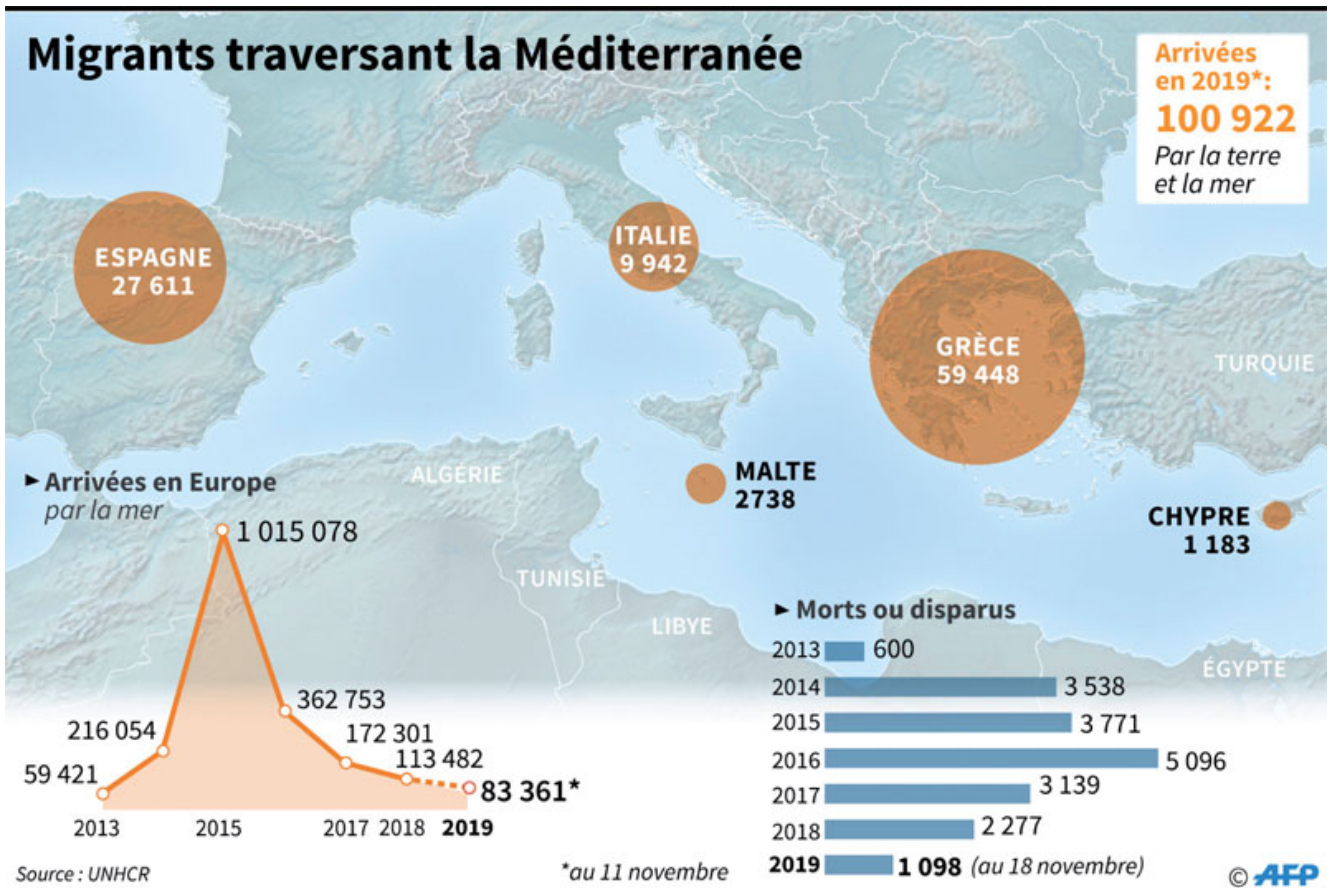 Migrants traversant la Méditerranée
Arrivées
en 2019*:
100 922
Par la terre
et la mer
ESPAGNE
27 611
ITALIE
9 942
GRÈCE
59 448
TURQUIE
MALTE
2738
CHYPRE
1 183
ALGÉRIE
TUNISIE
LIBYE
ÉGYPTE
► Arrivées en Europe
par la mer
1 015 078
362 753
216 054
172 301
113 482
59 421
83 361*
2013 2015 2017 2018 2019
► Morts ou disparus
2013 600
2014 3 538
2015 3 771
2016 5 096
2017 3 139
2018 2 277
2019 1 098 (au 18 novembre)
Source : UNHCR
*au 11 novembre
© AFP